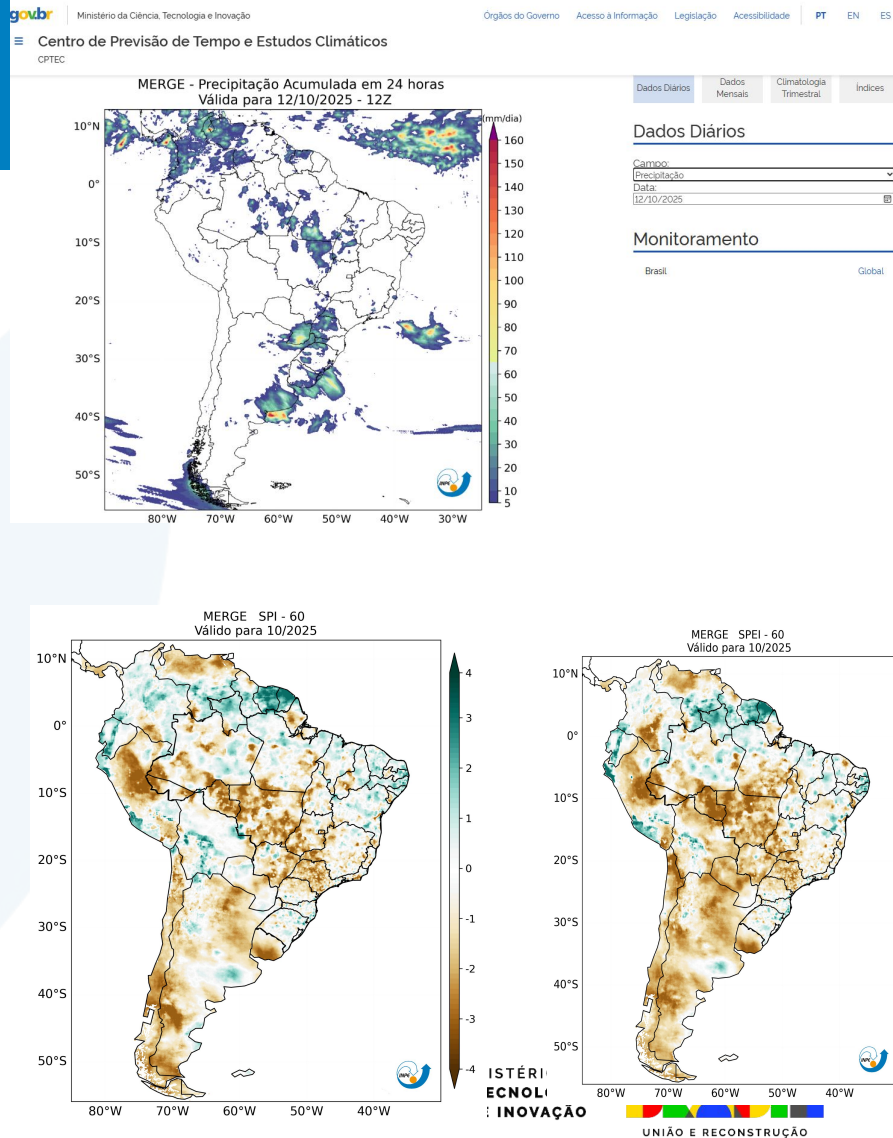 gov.br
Ministério da Ciência, Tecnologia e Inovação
Órgãos do Governo Acesso à Informação Legislação Acessibilidade PT EN ES
Centro de Previsão de Tempo e Estudos Climáticos
CPTEC
MERGE - Precipitação Acumulada em 24 horas
Válida para 12/10/2025 - 12Z
10°N
0°
10°S
20°S
30°S
40°S
50°S
80°W 70°W 60°W 50°W 40°W 30°W
(mm/dia)
160
150
140
130
120
110
100
90
80
70
60
50
40
30
20
10
5
INPE
Dados Diários
Dados
Mensais
Climatologia
Trimestral
Índices
Dados Diários
Campo:
Precipitação
Data:
12/10/2025
Monitoramento
Brasil Global
MERGE SPI - 60
Válido para 10/2025
10°N
0°
10°S
20°S
30°S
40°S
50°S
80°W 70°W 60°W 50°W 40°W
4
3
2
1
0
-1
-2
-3
-4
INPE
MERGE SPEI - 60
Válido para 10/2025
10°N
0°
10°S
20°S
30°S
40°S
50°S
80°W 70°W 60°W 50°W 40°W
INPE
ISTÉRI
ECNOL
E INOVAÇÃO
UNIÃO E RECONSTRUÇÃO